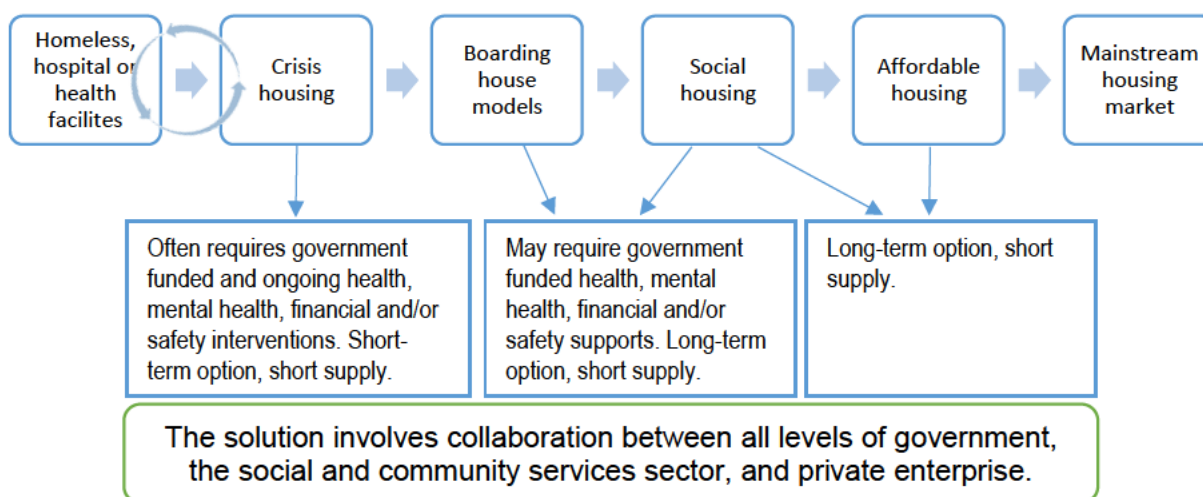 Homeless,
hospital or
health
facilites
Crisis
housing
Boarding
house
models
Social
housing
Affordable
housing
Mainstream
housing
market
Often requires government
funded and ongoing health,
mental health, financial and/or
safety interventions. Short-
term option, short supply.
May require government
funded health, mental
health, financial and/or
safety supports. Long-term
option, short supply.
Long-term option, short
supply.
The solution involves collaboration between all levels of government,
the social and community services sector, and private enterprise.